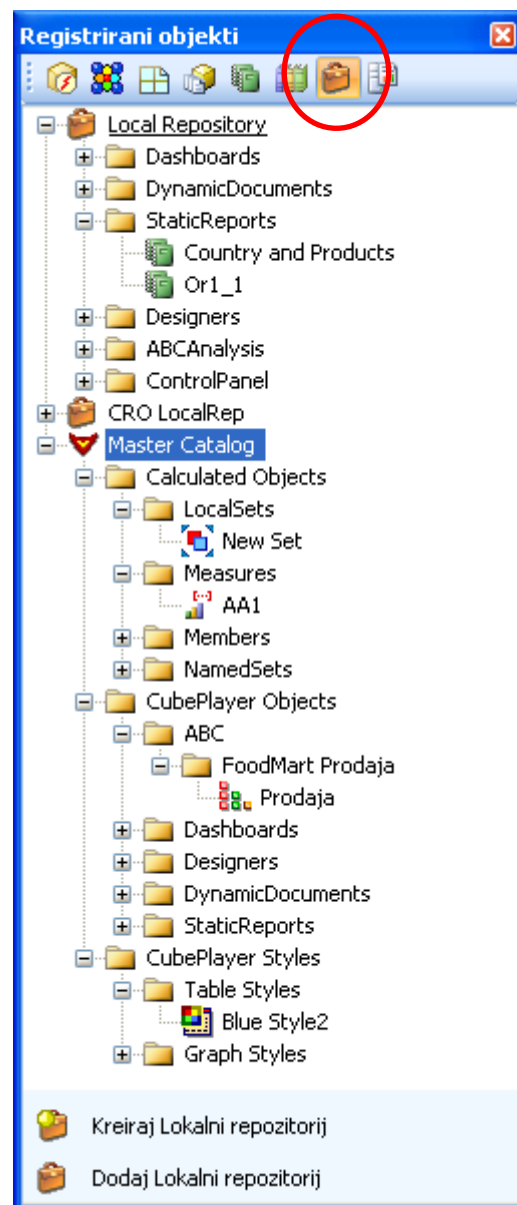 Registrirani objekti
Local Repository
Dashboards
DynamicDocuments
StaticReports
Country and Products
Or1_1
Designers
ABCAnalysis
ControlPanel
CRO LocalRep
Master Catalog
Calculated Objects
LocalSets
New Set
Measures
AA1
Members
NamedSets
CubePlayer Objects
ABC
FoodMart Prodaja
Prodaja
Dashboards
Designers
DynamicDocuments
StaticReports
CubePlayer Styles
Table Styles
Blue Style2
Graph Styles
Kreiraj Lokalni repozitorij
Dodaj Lokalni repozitorij